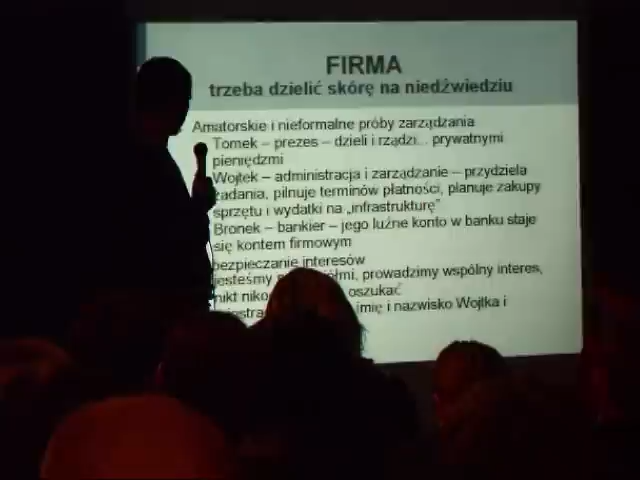 FIRMA
trzeba dzielić skórę na niedźwiedziu
Amatorskie i nieformalne próby zarządzania
Tomek – prezes – dzieli i rządzi... prywatnymi
pieniędzmi
Wojtek – administracja i zarządzanie – przydziela
zadania, pilnuje terminów płatności, planuje zakupy
sprzętu i wydatki na „infrastrukturę”
Bronek – bankier – jego luźne konto w banku staje
się kontem firmowym
bezpieczanie interesów
jesteśmy prowadzimy wspólny interes,
nikt oszukać
imię i nazwisko Wojtka i